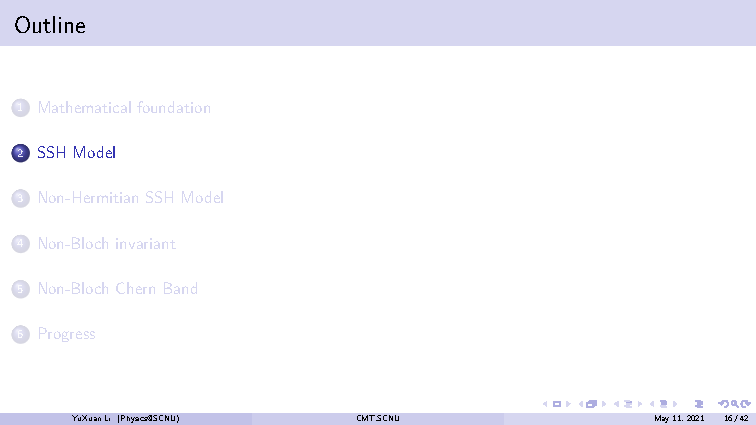 Outline
1 Mathematical foundation
2 SSH Model
3 Non-Hermitian SSH Model
4 Non-Bloch invariant
5 Non-Bloch Chern Band
6 Progress
YuXuan Li (Physics@SCNU) CMT.SCNU May 11, 2021 16 / 42